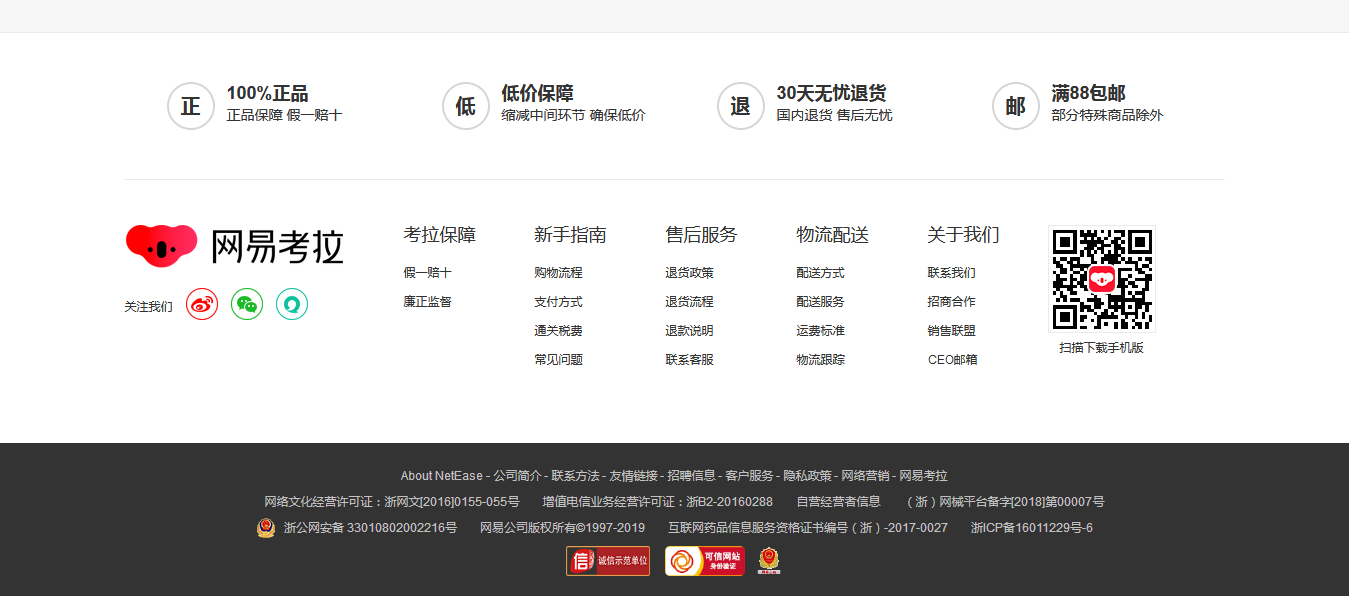 正 100%正品
正品保障 假一赔十
低 低价保障
缩减中间环节 确保低价
退 30天无忧退货
国内退货 售后无忧
邮 满88包邮
部分特殊商品除外
网易考拉
关注我们
考拉保障
假一赔十
廉正监督
新手指南
购物流程
支付方式
通关税费
常见问题
售后服务
退货政策
退货流程
退款说明
联系客服
物流配送
配送方式
配送服务
运费标准
物流跟踪
关于我们
联系我们
招商合作
销售联盟
CEO邮箱
扫描下载手机版
About NetEase - 公司简介 - 联系方法 - 友情链接 - 招聘信息 - 客户服务 - 隐私政策 - 网络营销 - 网易考拉
网络文化经营许可证：浙网文[2016]0155-055号 增值电信业务经营许可证：浙B2-20160288 自营经营者信息 （浙）网械平台备字[2018]第00007号
浙公网安备 33010802002216号 网易公司版权所有©1997-2019 互联网药品信息服务资格证书编号（浙）-2017-0027 浙ICP备16011229号-6
信 诚信示范单位 可信网站
身份验证